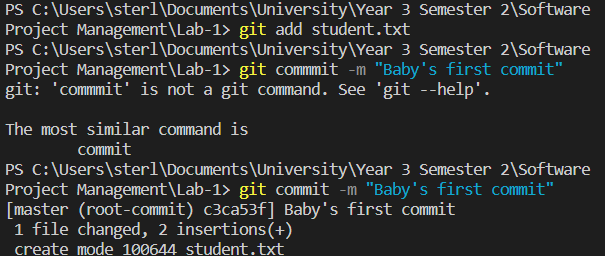 PS C:\Users\sterl\Documents\University\Year 3 Semester 2\Software
Project Management\Lab-1> git add student.txt
PS C:\Users\sterl\Documents\University\Year 3 Semester 2\Software
Project Management\Lab-1> git commmit -m "Baby's first commit"
git: 'commmit' is not a git command. See 'git --help'.

The most similar command is
        commit
PS C:\Users\sterl\Documents\University\Year 3 Semester 2\Software
Project Management\Lab-1> git commit -m "Baby's first commit"
[master (root-commit) c3ca53f] Baby's first commit
 1 file changed, 2 insertions(+)
 create mode 100644 student.txt